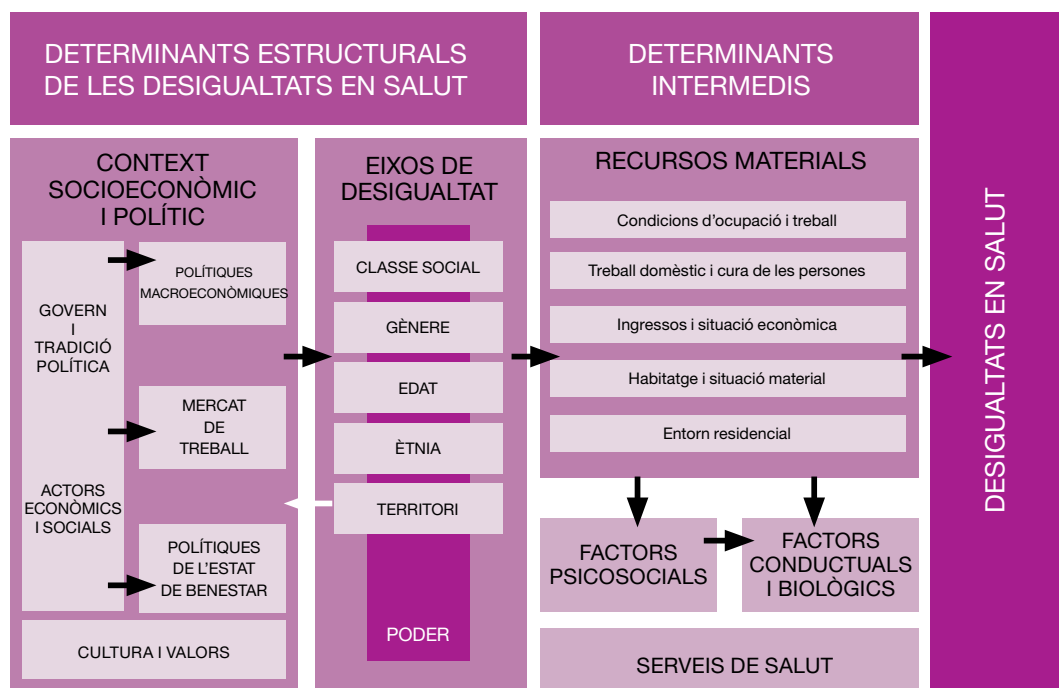 DETERMINANTS ESTRUCTURALS
DE LES DESIGUALTATS EN SALUT
DETERMINANTS
INTERMEDIS
CONTEXT
SOCIOECONÒMIC
I POLÍTIC
GOVERN
I
TRADICIÓ
POLÍTICA
ACTORS
ECONÒMICS
I SOCIALS
POLÍTIQUES
MACROECONÒMIQUES
MERCAT
DE
TREBALL
POLÍTIQUES
DE L’ESTAT
DE BENESTAR
CULTURA I VALORS
EIXOS DE
DESIGUALTAT
CLASSE SOCIAL
GÈNERE
EDAT
ÈTNIA
TERRITORI
PODER
RECURSOS MATERIALS
Condicions d’ocupació i treball
Treball domèstic i cura de les persones
Ingressos i situació econòmica
Habitatge i situació material
Entorn residencial
FACTORS
PSICOSOCIALS
FACTORS
CONDUCTUALS
I BIOLÒGICS
SERVEIS DE SALUT
DESIGUALTATS EN SALUT